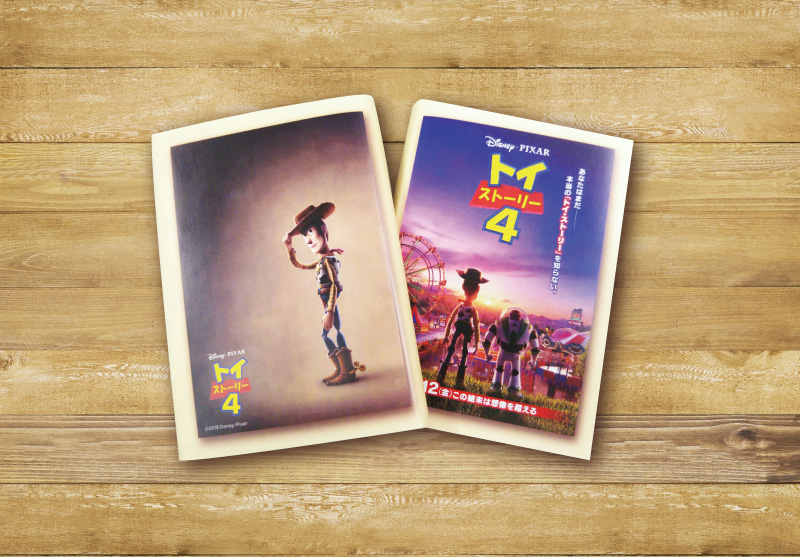 Disney・PIXAR
トイ
ストーリー
4
©2019 Disney/Pixar
Disney・PIXAR
トイ
ストーリー
4
あなたはまだ――
本当の「トイ・ストーリー」を知らない。
12(金)この結末は想像を超える